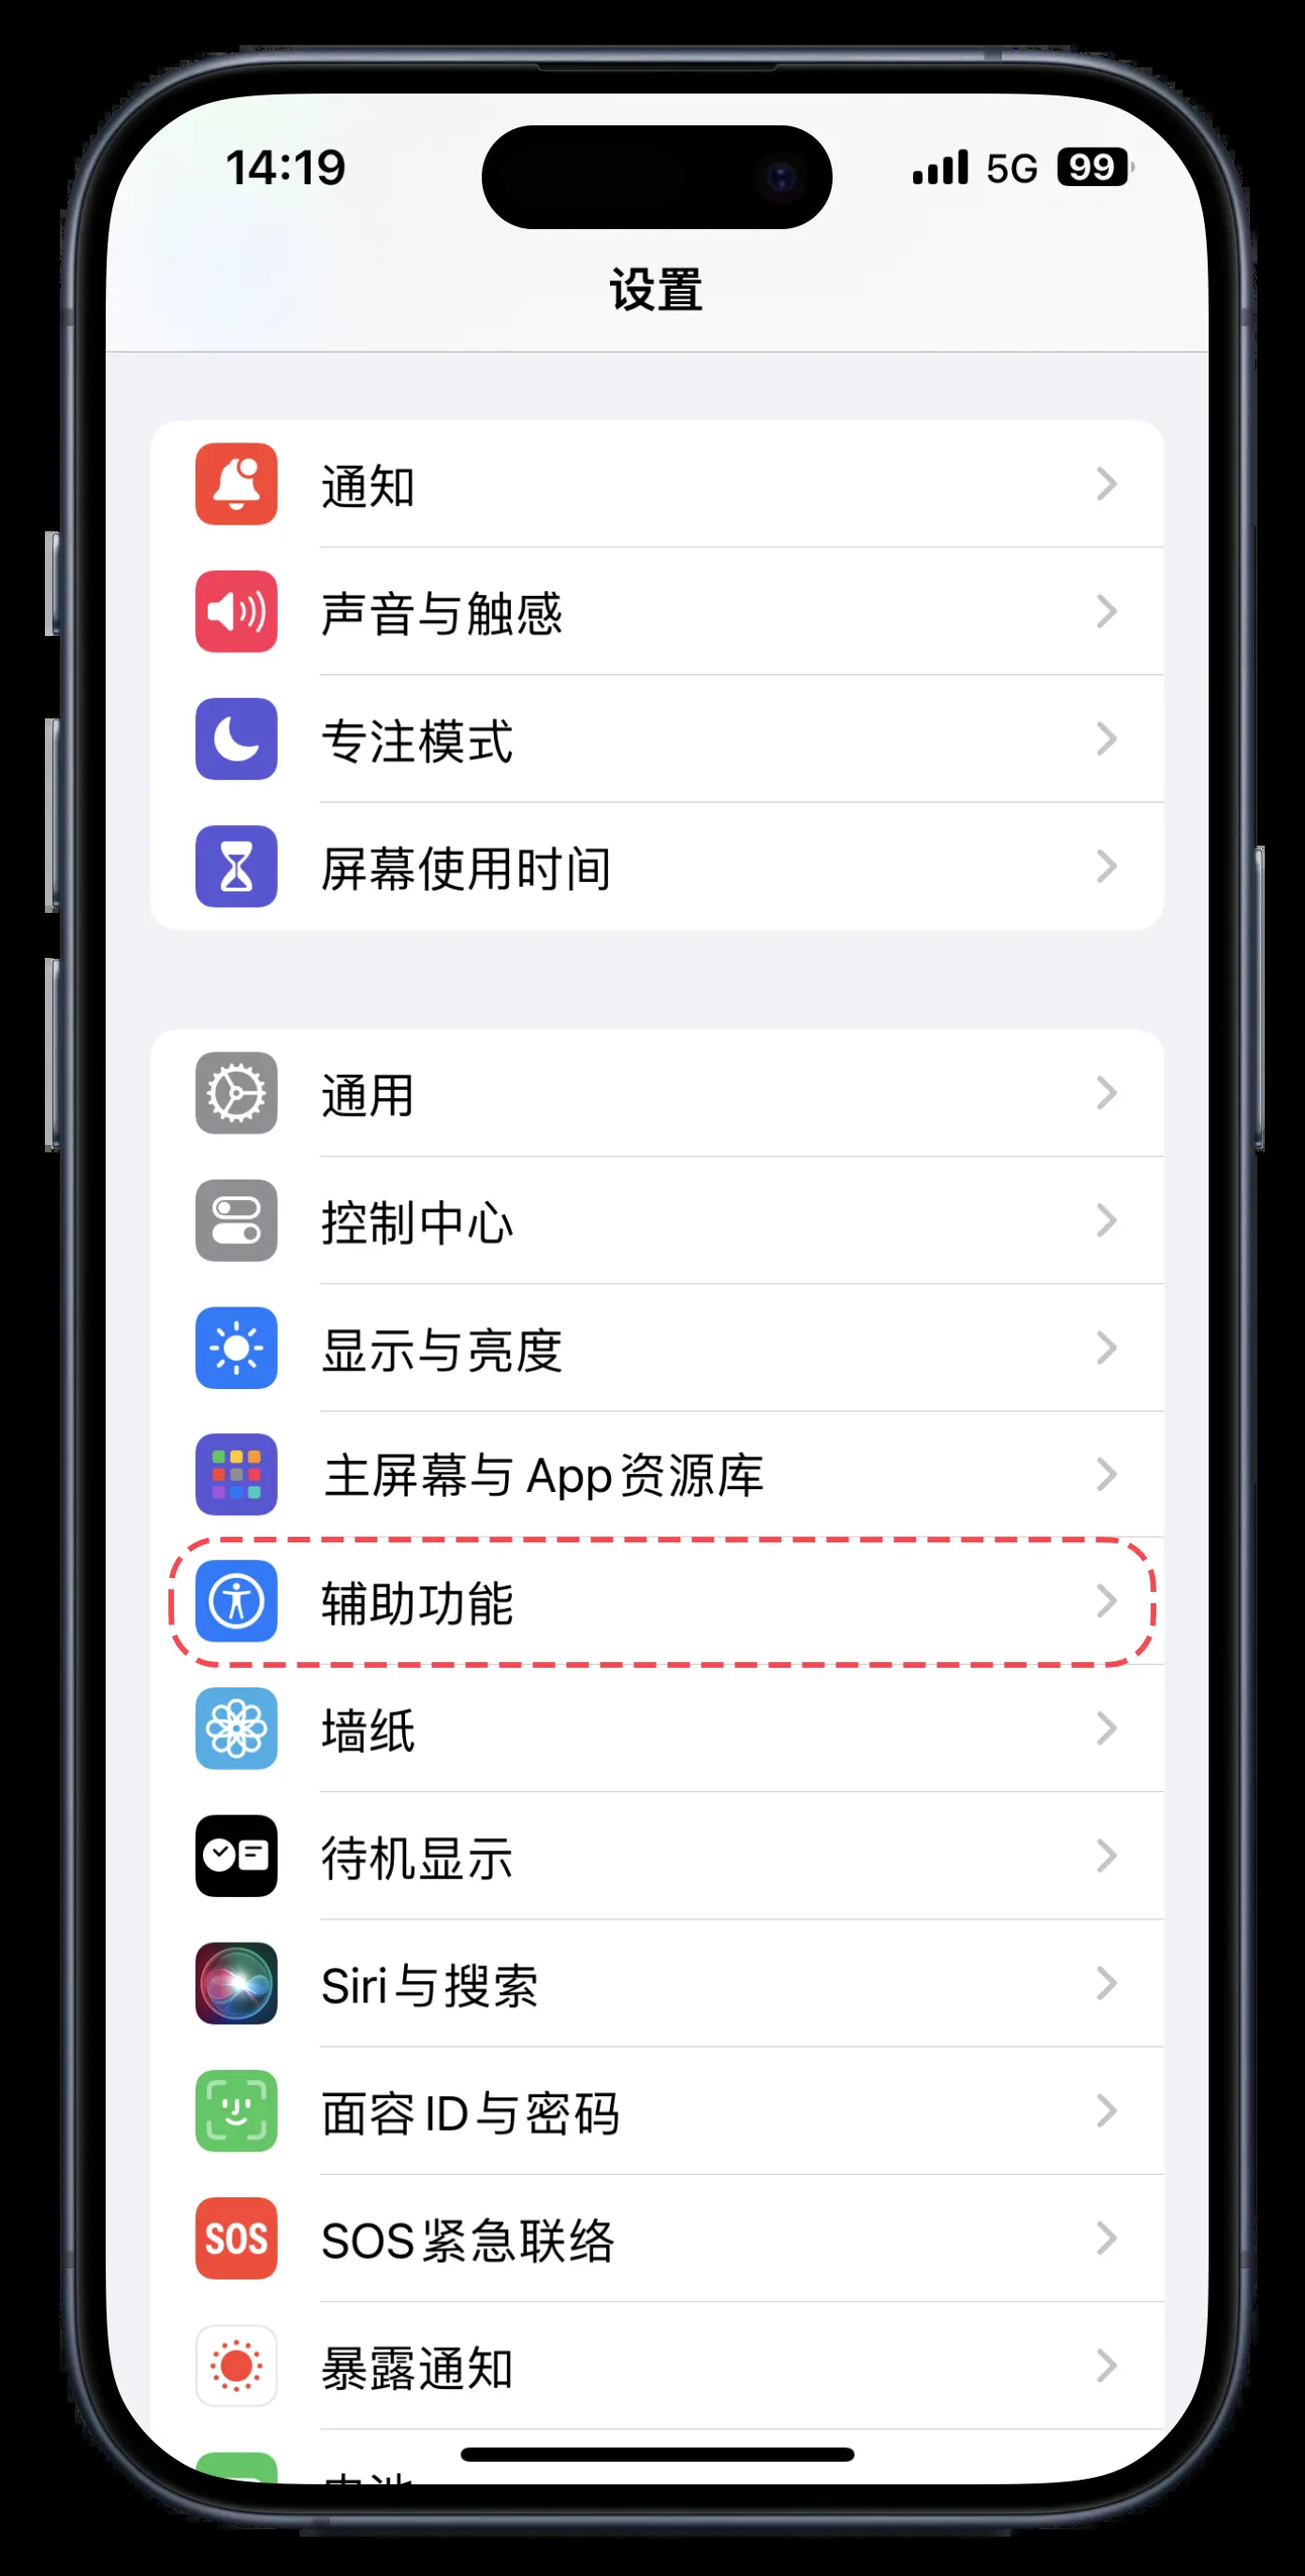 14:19 5G 99
设置
通知
声音与触感
专注模式
屏幕使用时间
通用
控制中心
显示与亮度
主屏幕与 App 资源库
辅助功能
墙纸
待机显示
Siri 与搜索
面容 ID 与密码
SOS SOS 紧急联络
暴露通知